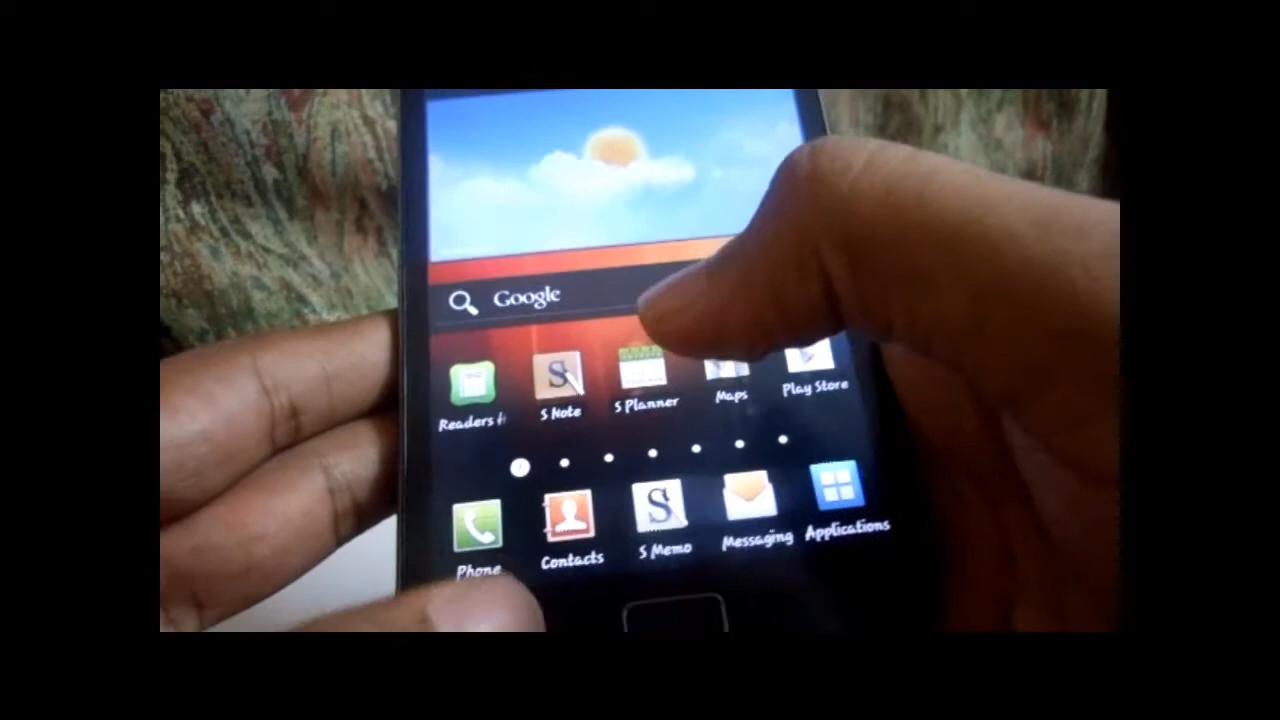 Google
Readers
S Note
S Planner
Maps
Play Store
Phone
Contacts
S Memo
Messaging
Applications